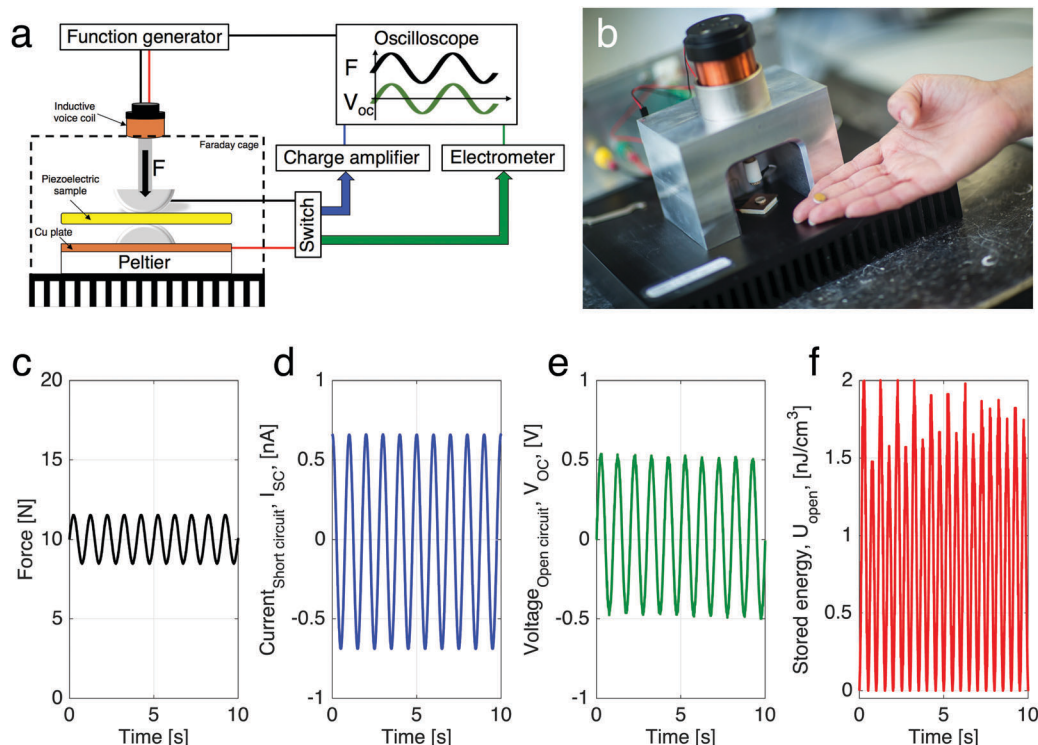 a
Function generator
Oscilloscope
F
V_OC
Inductive
voice coil
Faraday cage
F
Charge amplifier
Electrometer
Piezoelectric
sample
Switch
Cu plate
Peltier
b
c
Force [N]
20
15
10
5
0
0 5 10
Time [s]
d
Current_Short circuit, I_SC, [nA]
1
0.5
0
-0.5
-1
0 5 10
Time [s]
e
Voltage_Open circuit, V_OC, [V]
1
0.5
0
-0.5
-1
0 5 10
Time [s]
f
Stored energy, U_open, [nJ/cm³]
2
1.5
1
0.5
0
0 5 10
Time [s]